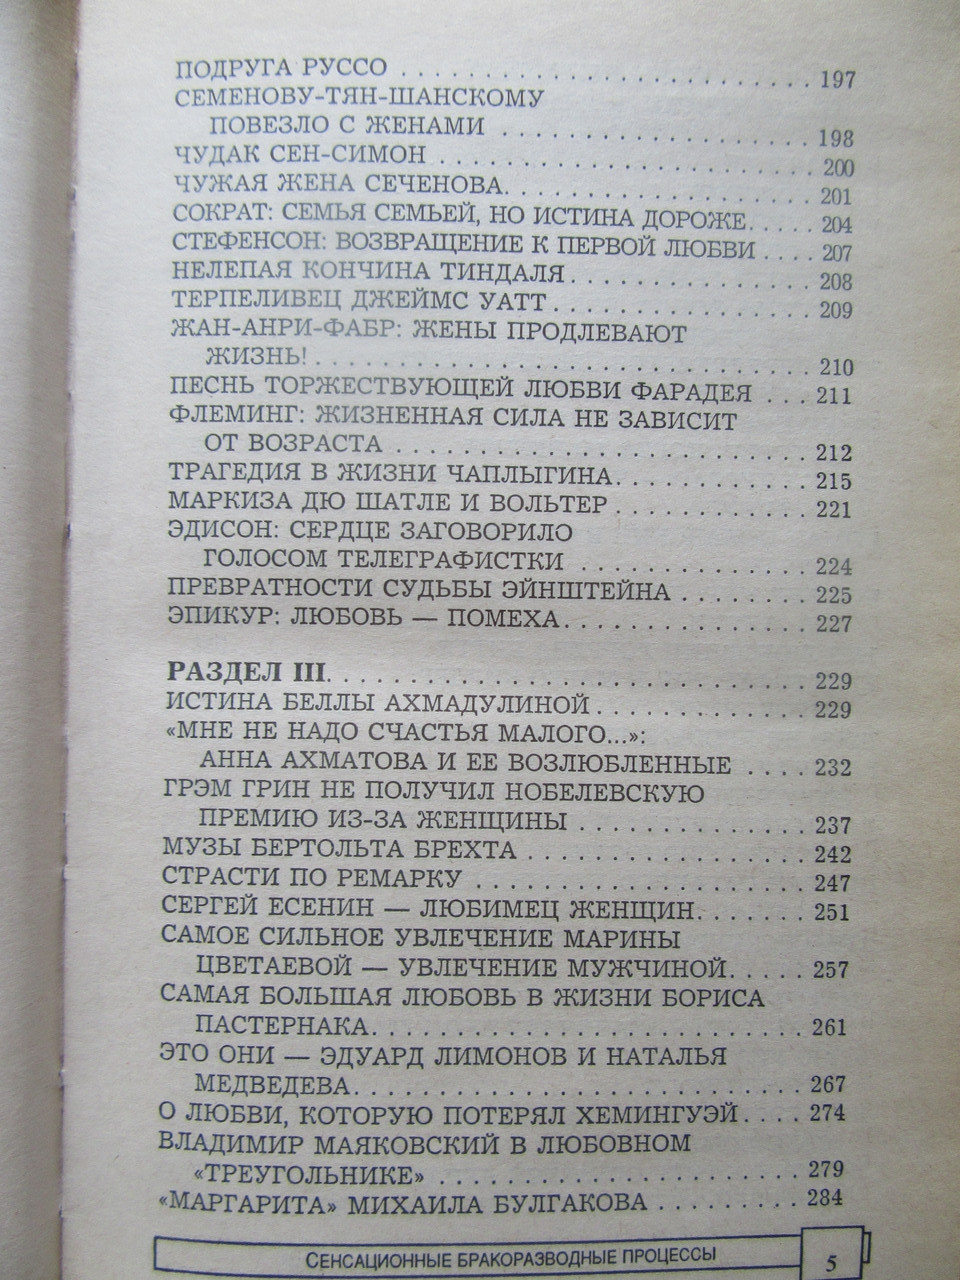 ПОДРУГА РУССО . . . . . . . . . . . . . . . . . . . . . . . . . 197
СЕМЕНОВУ-ТЯН-ШАНСКОМУ
ПОВЕЗЛО С ЖЕНАМИ . . . . . . . . . . . . . . . . . . . 198
ЧУДАК СЕН-СИМОН . . . . . . . . . . . . . . . . . . . . . . . 200
ЧУЖАЯ ЖЕНА СЕЧЕНОВА. . . . . . . . . . . . . . . . . . . 201
СОКРАТ: СЕМЬЯ СЕМЬЕЙ, НО ИСТИНА ДОРОЖЕ. . . . . 204
СТЕФЕНСОН: ВОЗВРАЩЕНИЕ К ПЕРВОЙ ЛЮБВИ . . . . 207
НЕЛЕПАЯ КОНЧИНА ТИНДАЛЯ . . . . . . . . . . . . . . . 208
ТЕРПЕЛИВЕЦ ДЖЕЙМС УАТТ . . . . . . . . . . . . . . . . 209
ЖАН-АНРИ-ФАБР: ЖЕНЫ ПРОДЛЕВАЮТ
ЖИЗНЬ! . . . . . . . . . . . . . . . . . . . . . . . . . . . . . 210
ПЕСНЬ ТОРЖЕСТВУЮЩЕЙ ЛЮБВИ ФАРАДЕЯ . . . 211
ФЛЕМИНГ: ЖИЗНЕННАЯ СИЛА НЕ ЗАВИСИТ
ОТ ВОЗРАСТА . . . . . . . . . . . . . . . . . . . . . . . . . 212
ТРАГЕДИЯ В ЖИЗНИ ЧАПЛЫГИНА. . . . . . . . . . . . 215
МАРКИЗА ДЮ ШАТЛЕ И ВОЛЬТЕР . . . . . . . . . . . . 221
ЭДИСОН: СЕРДЦЕ ЗАГОВОРИЛО
ГОЛОСОМ ТЕЛЕГРАФИСТКИ . . . . . . . . . . . . . . 224
ПРЕВРАТНОСТИ СУДЬБЫ ЭЙНШТЕЙНА . . . . . . . . 225
ЭПИКУР: ЛЮБОВЬ — ПОМЕХА. . . . . . . . . . . . . . . 227
РАЗДЕЛ III. . . . . . . . . . . . . . . . . . . . . . . . . . . . . 229
ИСТИНА БЕЛЛЫ АХМАДУЛИНОЙ . . . . . . . . . . . . . 229
«МНЕ НЕ НАДО СЧАСТЬЯ МАЛОГО...»:
АННА АХМАТОВА И ЕЕ ВОЗЛЮБЛЕННЫЕ . . . . 232
ГРЭМ ГРИН НЕ ПОЛУЧИЛ НОБЕЛЕВСКУЮ
ПРЕМИЮ ИЗ-ЗА ЖЕНЩИНЫ . . . . . . . . . . . . . . 237
МУЗЫ БЕРТОЛЬТА БРЕХТА . . . . . . . . . . . . . . . . . 242
СТРАСТИ ПО РЕМАРКУ . . . . . . . . . . . . . . . . . . . . 247
СЕРГЕЙ ЕСЕНИН — ЛЮБИМЕЦ ЖЕНЩИН. . . . . . . 251
САМОЕ СИЛЬНОЕ УВЛЕЧЕНИЕ МАРИНЫ
ЦВЕТАЕВОЙ — УВЛЕЧЕНИЕ МУЖЧИНОЙ. . . . . 257
САМАЯ БОЛЬШАЯ ЛЮБОВЬ В ЖИЗНИ БОРИСА
ПАСТЕРНАКА. . . . . . . . . . . . . . . . . . . . . . . . . 261
ЭТО ОНИ — ЭДУАРД ЛИМОНОВ И НАТАЛЬЯ
МЕДВЕДЕВА. . . . . . . . . . . . . . . . . . . . . . . . . . 267
О ЛЮБВИ, КОТОРУЮ ПОТЕРЯЛ ХЕМИНГУЭЙ . . . . 274
ВЛАДИМИР МАЯКОВСКИЙ В ЛЮБОВНОМ
«ТРЕУГОЛЬНИКЕ» . . . . . . . . . . . . . . . . . . . . . . 279
«МАРГАРИТА» МИХАИЛА БУЛГАКОВА . . . . . . . . . 284
СЕНСАЦИОННЫЕ БРАКОРАЗВОДНЫЕ ПРОЦЕССЫ 5